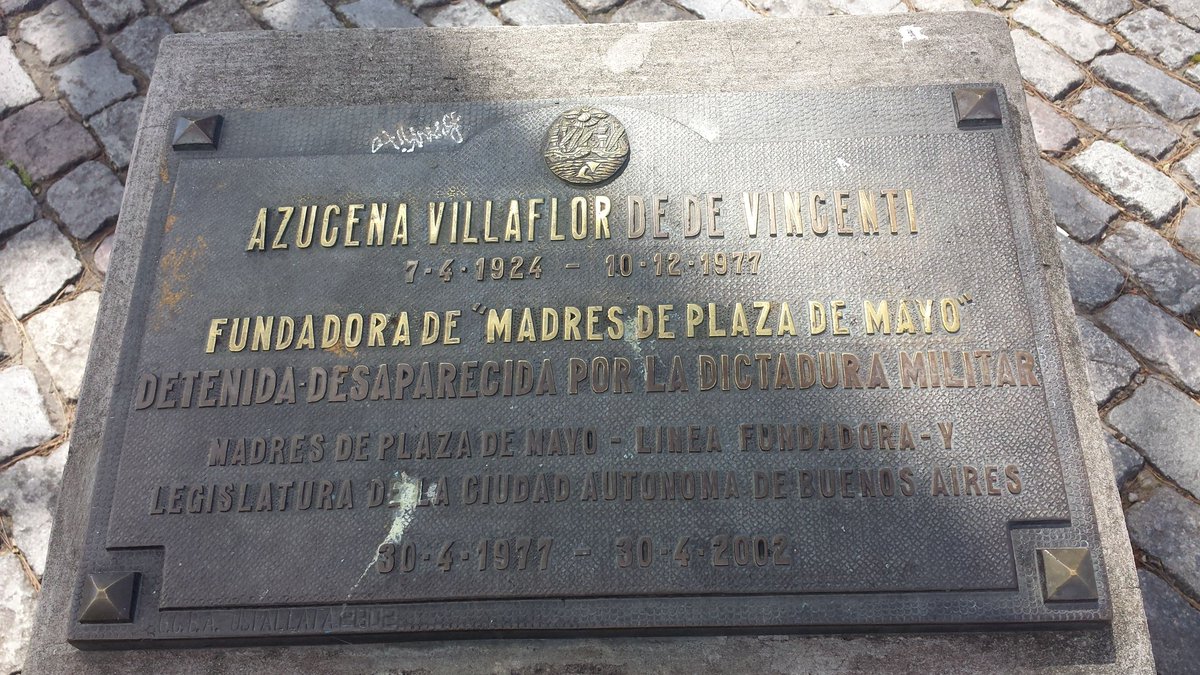 AZUCENA VILLAFLOR DE DE VINCENTI
7-4-1924 - 10-12-1977
FUNDADORA DE "MADRES DE PLAZA DE MAYO"
DETENIDA-DESAPARECIDA POR LA DICTADURA MILITAR
MADRES DE PLAZA DE MAYO - LINEA FUNDADORA - Y
LEGISLATURA DE LA CIUDAD AUTONOMA DE BUENOS AIRES
30-4-1977 - 30-4-2002